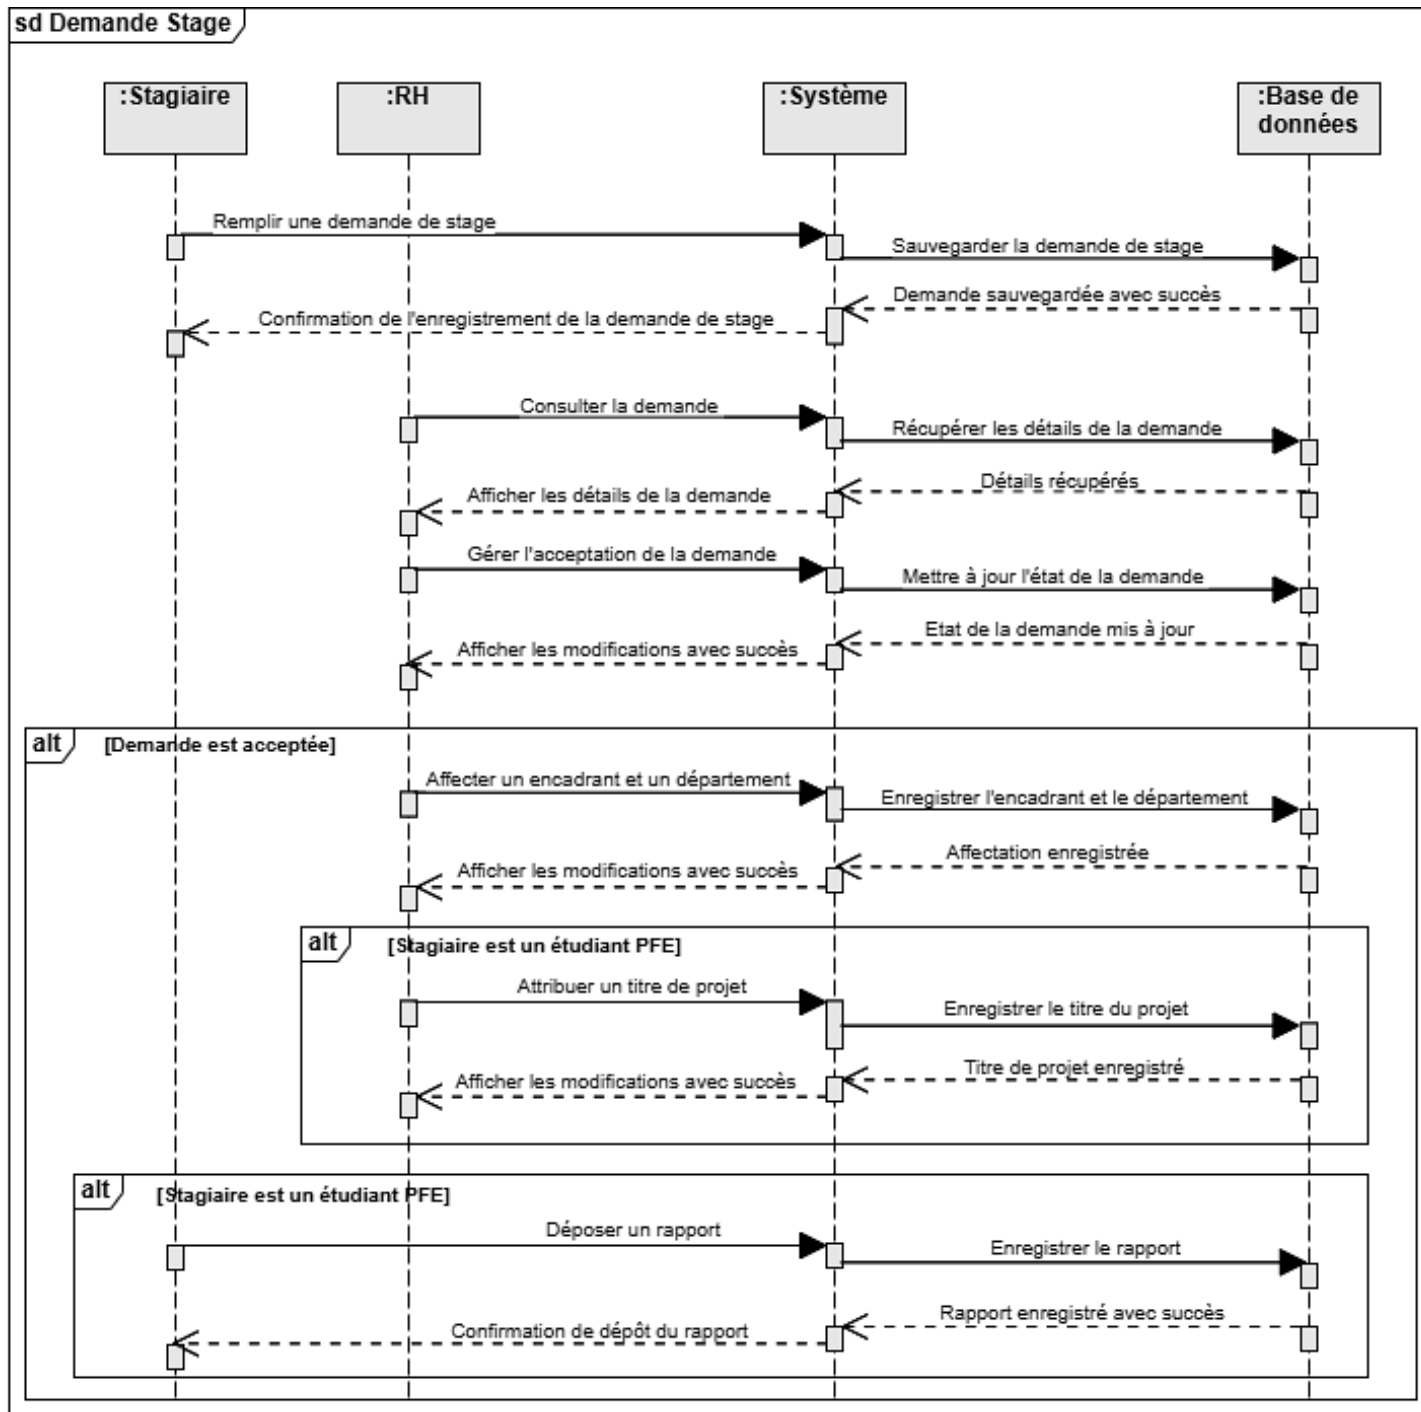 sd Demande Stage
:Stagiaire
:RH
:Système
:Base de
données
Remplir une demande de stage
Sauvegarder la demande de stage
Demande sauvegardée avec succès
Confirmation de l'enregistrement de la demande de stage
Consulter la demande
Récupérer les détails de la demande
Détails récupérés
Afficher les détails de la demande
Gérer l'acceptation de la demande
Mettre à jour l'état de la demande
Etat de la demande mis à jour
Afficher les modifications avec succès
alt
[Demande est acceptée]
Affecter un encadrant et un département
Enregistrer l'encadrant et le département
Affectation enregistrée
Afficher les modifications avec succès
alt
[Stagiaire est un étudiant PFE]
Attribuer un titre de projet
Enregistrer le titre du projet
Titre de projet enregistré
Afficher les modifications avec succès
alt
[Stagiaire est un étudiant PFE]
Déposer un rapport
Enregistrer le rapport
Rapport enregistré avec succès
Confirmation de dépôt du rapport